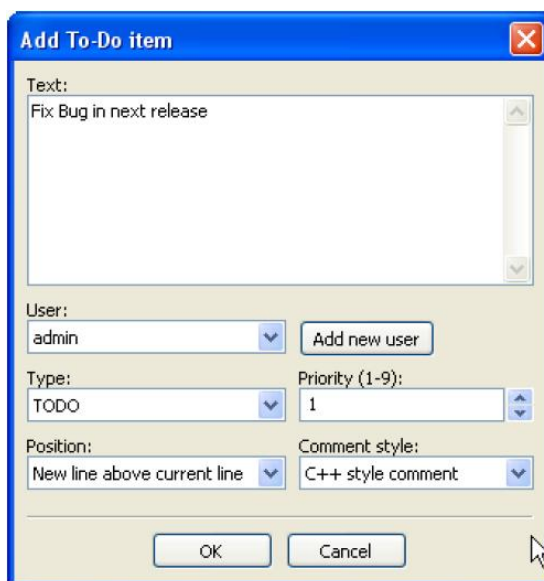 Add To-Do item
Text:
Fix Bug in next release
User:
admin
Add new user
Type:
Priority (1-9):
TODO
1
Position:
Comment style:
New line above current line
C++ style comment
OK
Cancel